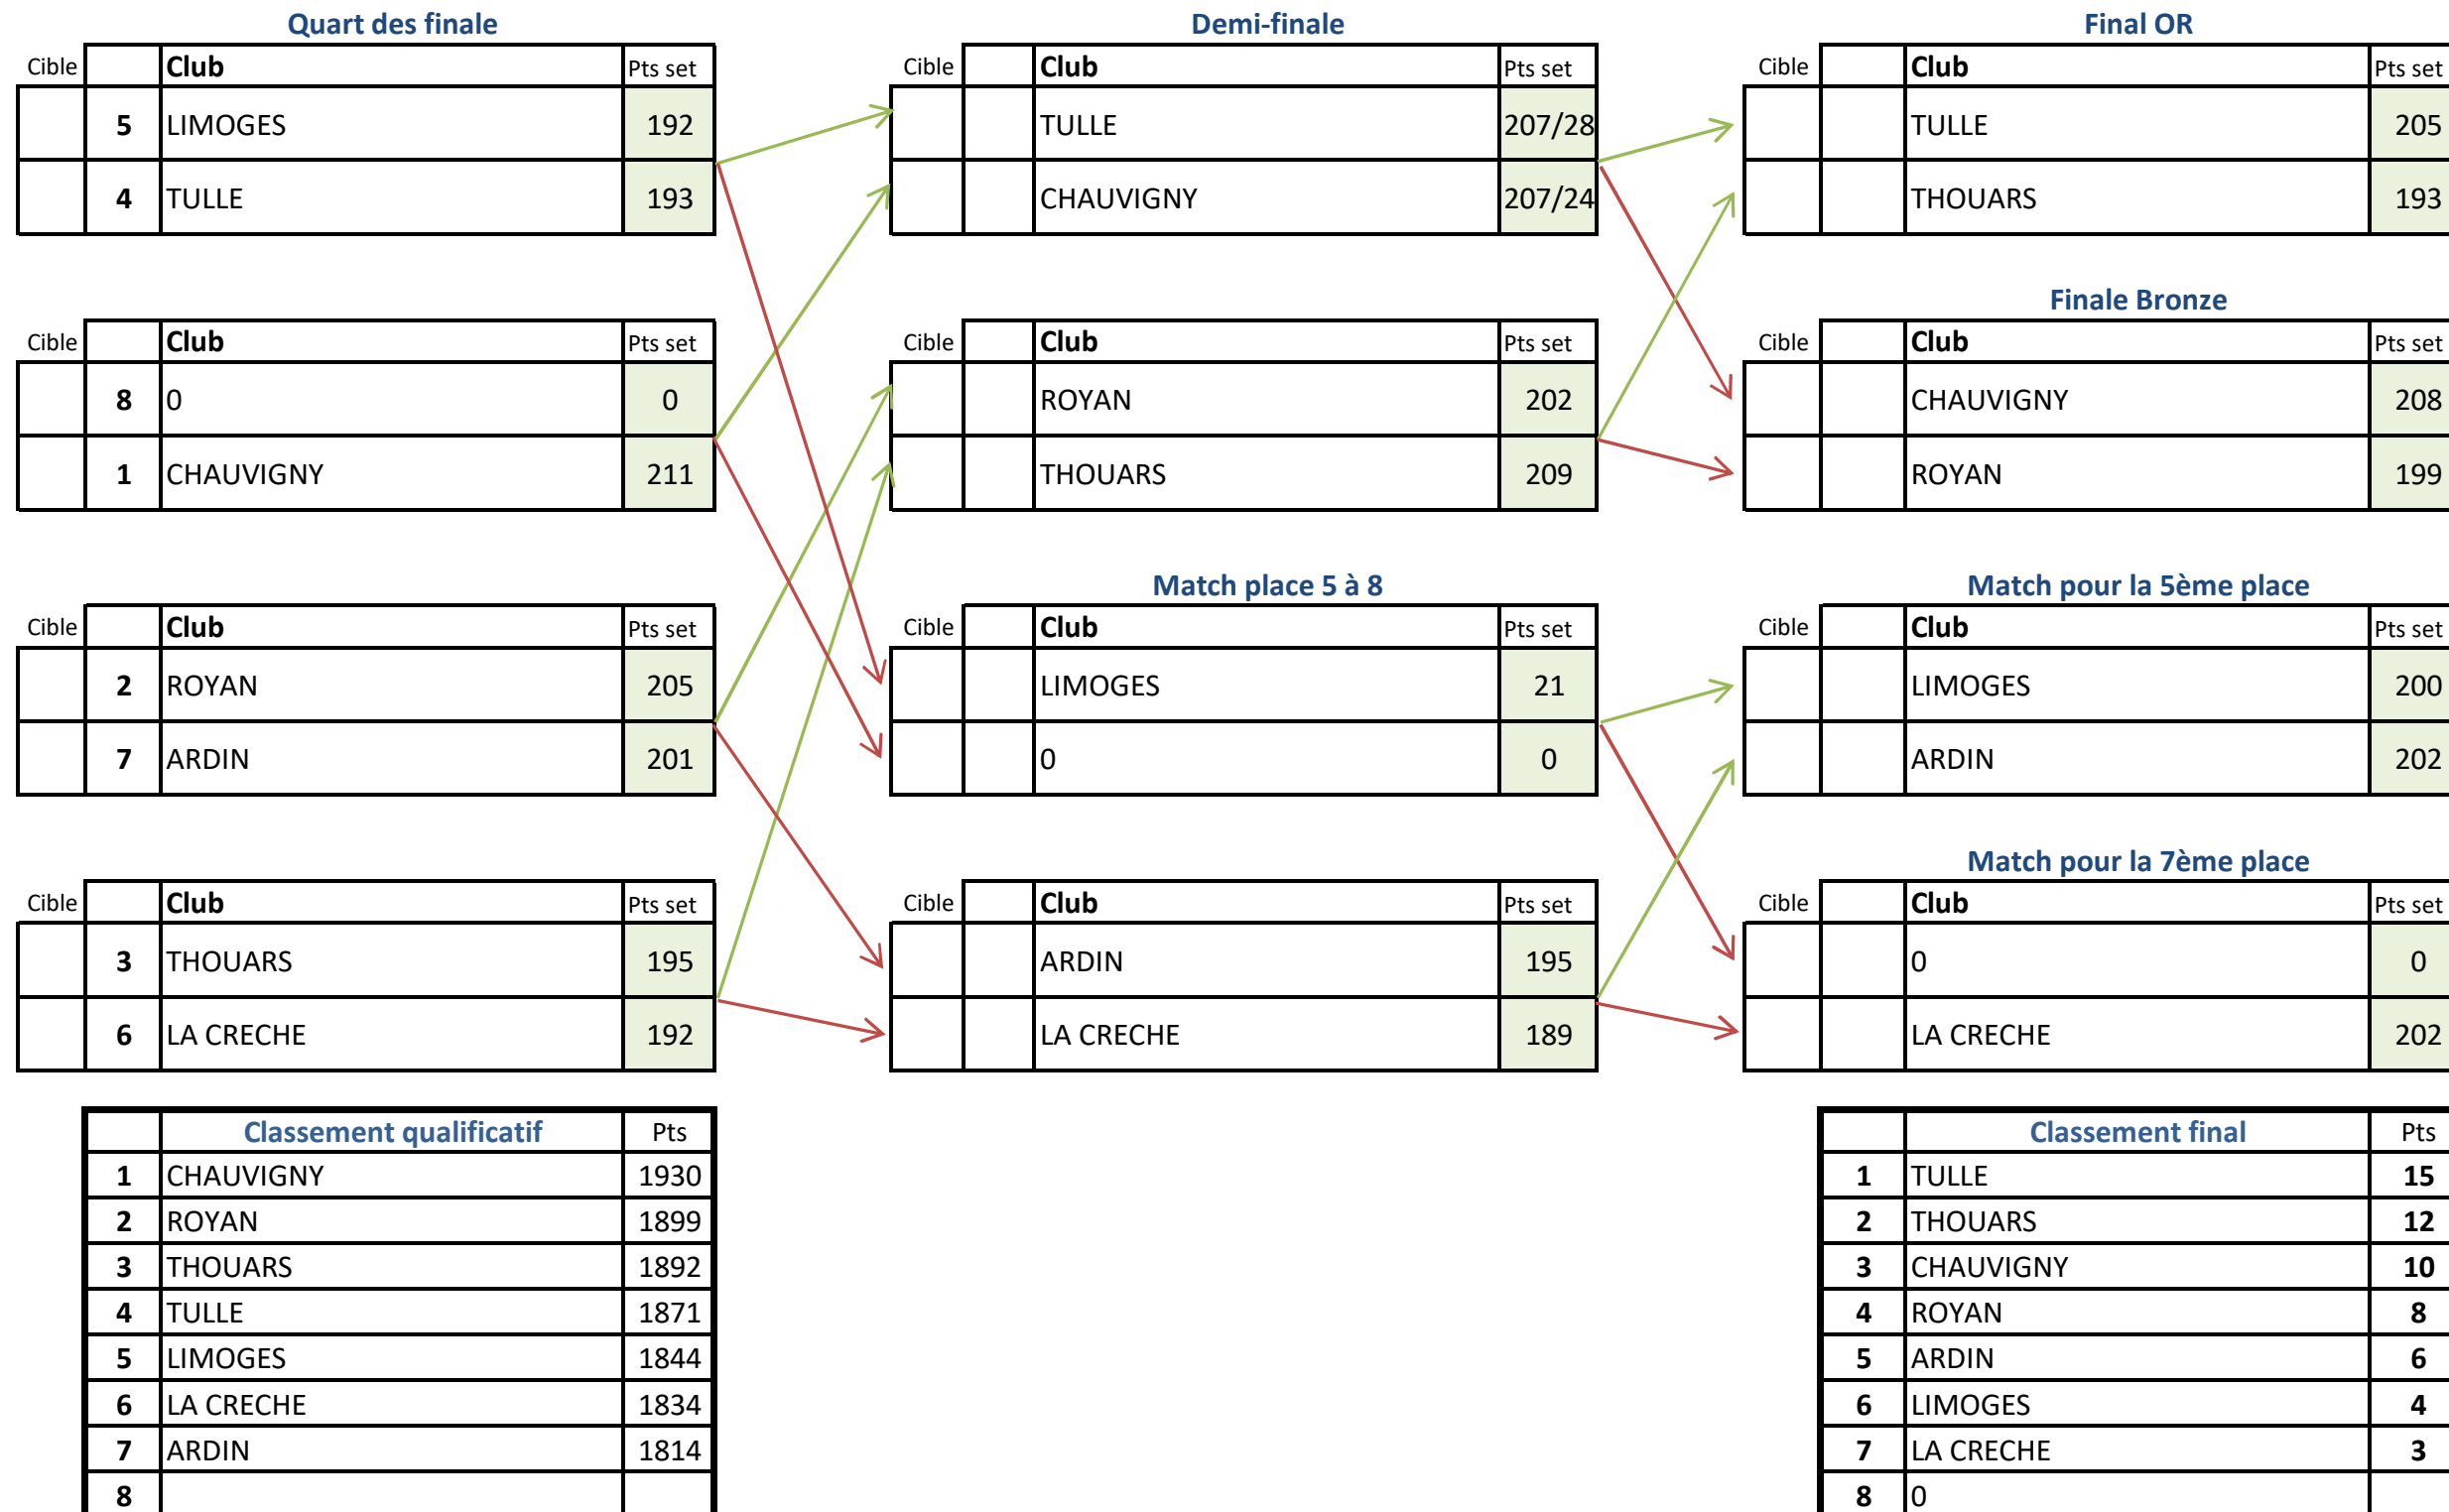 Quart des finale Demi-finale Final OR
Cible Club Pts set Cible Club Pts set Cible Club Pts set
5 LIMOGES 192 TULLE 207/28 TULLE 205
4 TULLE 193 CHAUVIGNY 207/24 THOUARS 193
Finale Bronze
Cible Club Pts set Cible Club Pts set Cible Club Pts set
8 0 0 ROYAN 202 CHAUVIGNY 208
1 CHAUVIGNY 211 THOUARS 209 ROYAN 199
Match place 5 à 8 Match pour la 5ème place
Cible Club Pts set Cible Club Pts set Cible Club Pts set
2 ROYAN 205 LIMOGES 21 LIMOGES 200
7 ARDIN 201 0 0 ARDIN 202
Match pour la 7ème place
Cible Club Pts set Cible Club Pts set Cible Club Pts set
3 THOUARS 195 ARDIN 195 0 0
6 LA CRECHE 192 LA CRECHE 189 LA CRECHE 202
Classement qualificatif Pts Classement final Pts
1 CHAUVIGNY 1930 1 TULLE 15
2 ROYAN 1899 2 THOUARS 12
3 THOUARS 1892 3 CHAUVIGNY 10
4 TULLE 1871 4 ROYAN 8
5 LIMOGES 1844 5 ARDIN 6
6 LA CRECHE 1834 6 LIMOGES 4
7 ARDIN 1814 7 LA CRECHE 3
8 8 0